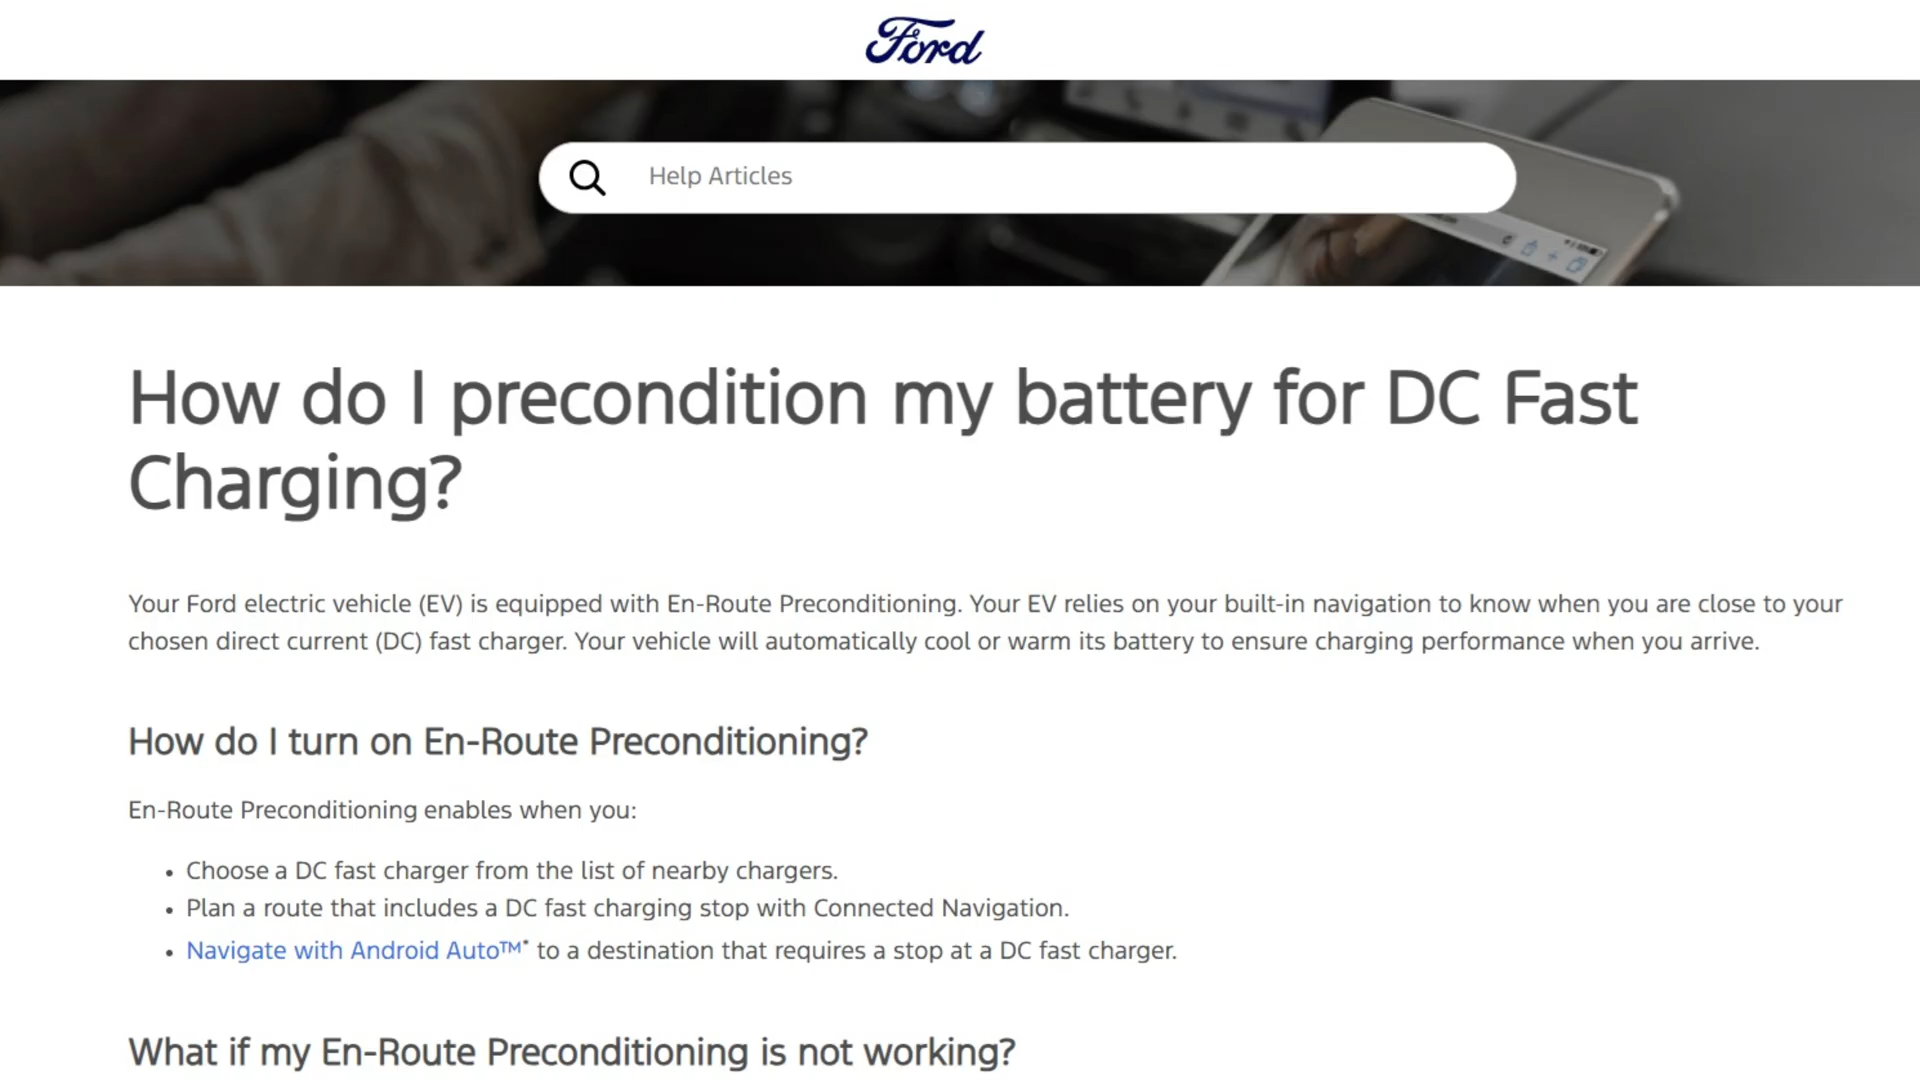 Ford
Help Articles
How do I precondition my battery for DC Fast
Charging?
Your Ford electric vehicle (EV) is equipped with En-Route Preconditioning. Your EV relies on your built-in navigation to know when you are close to your
chosen direct current (DC) fast charger. Your vehicle will automatically cool or warm its battery to ensure charging performance when you arrive.
How do I turn on En-Route Preconditioning?
En-Route Preconditioning enables when you:
• Choose a DC fast charger from the list of nearby chargers.
• Plan a route that includes a DC fast charging stop with Connected Navigation.
• Navigate with Android Auto™* to a destination that requires a stop at a DC fast charger.
What if my En-Route Preconditioning is not working?